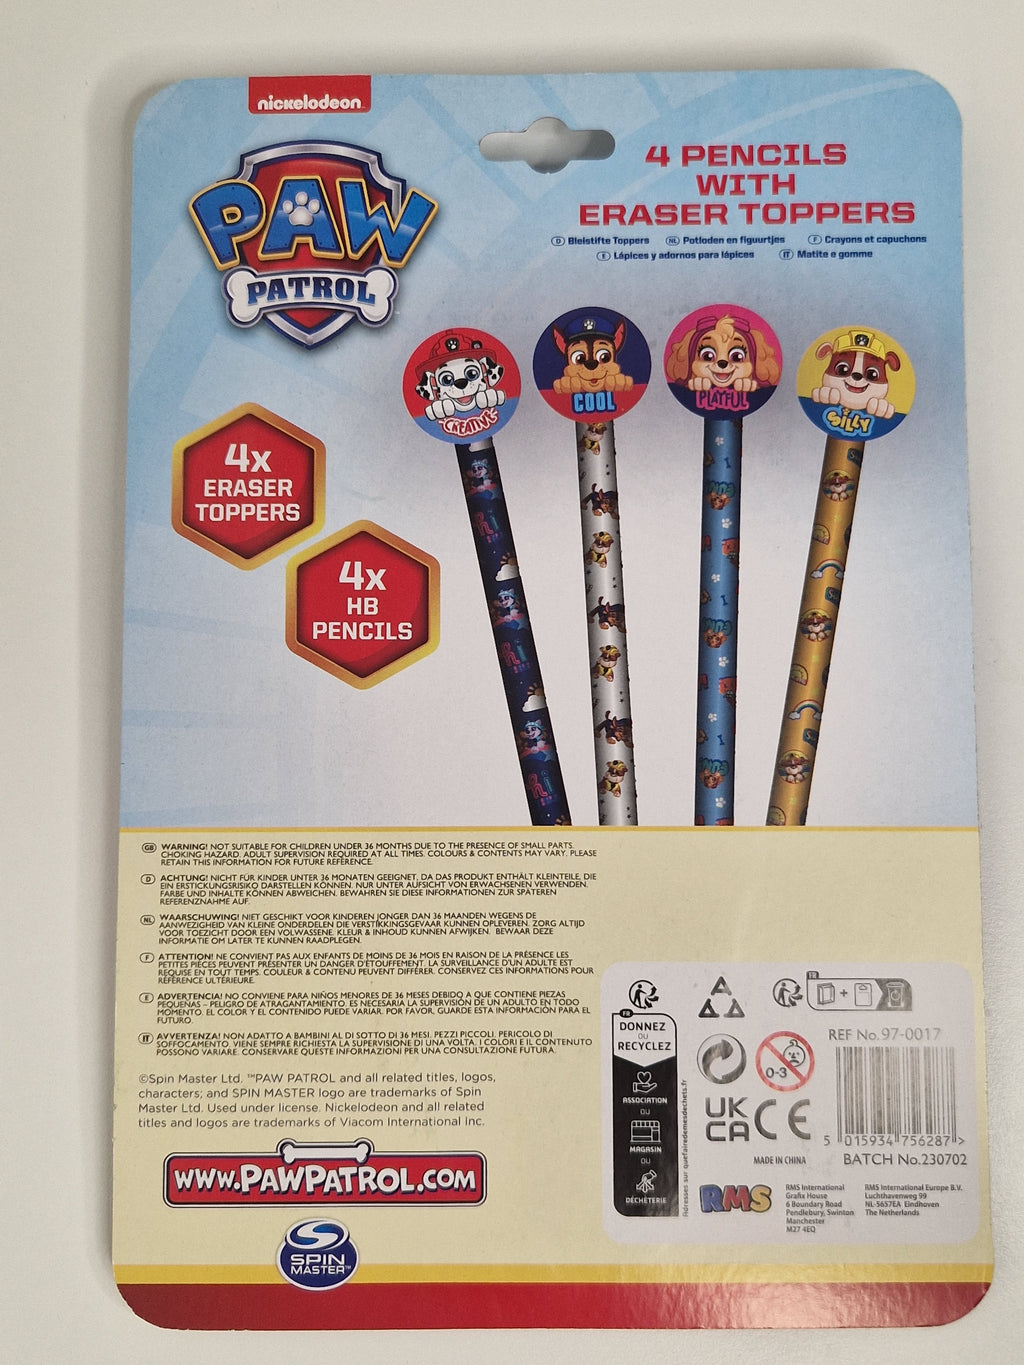 nickelodeon
PAW
PATROL
4 PENCILS
WITH
ERASER TOPPERS
D Bleistifte Toppers NL Potloden en figuurtjes F Crayons et capuchons
E Lápices y adornos para lápices IT Matite e gomme
CREATIVE
COOL
PLAYFUL
SILLY
4x
ERASER
TOPPERS
4x
HB
PENCILS
GB WARNING! NOT SUITABLE FOR CHILDREN UNDER 36 MONTHS DUE TO THE PRESENCE OF SMALL PARTS.
CHOKING HAZARD. ADULT SUPERVISION REQUIRED AT ALL TIMES. COLOURS & CONTENTS MAY VARY. PLEASE
RETAIN THIS INFORMATION FOR FUTURE REFERENCE.
D ACHTUNG! NICHT FÜR KINDER UNTER 36 MONATEN GEEIGNET, DA DAS PRODUKT ENTHÄLT KLEINTEILE, DIE
EIN ERSTICKUNGSRISIKO DARSTELLEN KÖNNEN. NUR UNTER AUFSICHT VON ERWACHSENEN VERWENDEN.
FARBE UND INHALTE KÖNNEN ABWEICHEN. BEWAHREN SIE DIESE INFORMATIONEN ZUR SPÄTEREN
REFERENZNAHME AUF.
NL WAARSCHUWING! NIET GESCHIKT VOOR KINDEREN JONGER DAN 36 MAANDEN WEGENS DE
AANWEZIGHEID VAN KLEINE ONDERDELEN DIE VERSTIKKINGSGEVAAR KUNNEN OPLEVEREN. ZORG ALTIJD
VOOR TOEZICHT DOOR EEN VOLWASSENE. KLEUR & INHOUD KUNNEN AFWIJKEN. BEWAAR DEZE
INFORMATIE OM LATER TE KUNNEN RAADPLEGEN.
F ATTENTION! NE CONVIENT PAS AUX ENFANTS DE MOINS DE 36 MOIS EN RAISON DE LA PRÉSENCE LES
PETITES PIÈCES PEUVENT PRÉSENTER UN DANGER D'ÉTOUFFEMENT. LA SURVEILLANCE D'UN ADULTE EST
REQUISE EN TOUT TEMPS. COULEUR & CONTENU PEUVENT DIFFÉRER. CONSERVEZ CES INFORMATIONS POUR
RÉFÉRENCE ULTÉRIEURE.
E ADVERTENCIA! NO CONVIENE PARA NIÑOS MENORES DE 36 MESES DEBIDO A QUE CONTIENE PIEZAS
PEQUEÑAS – PELIGRO DE ATRAGANTAMIENTO. ES NECESARIA LA SUPERVISIÓN DE UN ADULTO EN TODO
MOMENTO. EL COLOR Y EL CONTENIDO PUEDE VARIAR. POR FAVOR, GUARDE ESTA INFORMACIÓN PARA EL
FUTURO.
IT AVVERTENZA! NON ADATTO A BAMBINI AL DI SOTTO DI 36 MESI. PEZZI PICCOLI. PERICOLO DI
SOFFOCAMENTO. VIENE SEMPRE RICHIESTA LA SUPERVISIONE DI UNA VOLTA. I COLORI E IL CONTENUTO
POSSONO VARIARE. CONSERVARE QUESTE INFORMAZIONI PER UNA CONSULTAZIONE FUTURA.
©Spin Master Ltd. ™PAW PATROL and all related titles, logos,
characters; and SPIN MASTER logo are trademarks of Spin
Master Ltd. Used under license. Nickelodeon and all related
titles and logos are trademarks of Viacom International Inc.
WWW.PAWPATROL.COM
SPIN
MASTER™
FR
DONNEZ
OU
RECYCLEZ
ASSOCIATION
OU
MAGASIN
OU
DÉCHÈTERIE
Adresses sur quefairedemesdechets.fr
FR
+
0-3
UK
CA
CE
MADE IN CHINA
REF No.97-0017
5 015934 756287 >
BATCH No.230702
RMS
RMS International
Grafix House
6 Boundary Road
Pendlebury, Swinton
Manchester
M27 4EQ
RMS International Europe B.V.
Luchthavenweg 99
NL-5657EA Eindhoven
The Netherlands